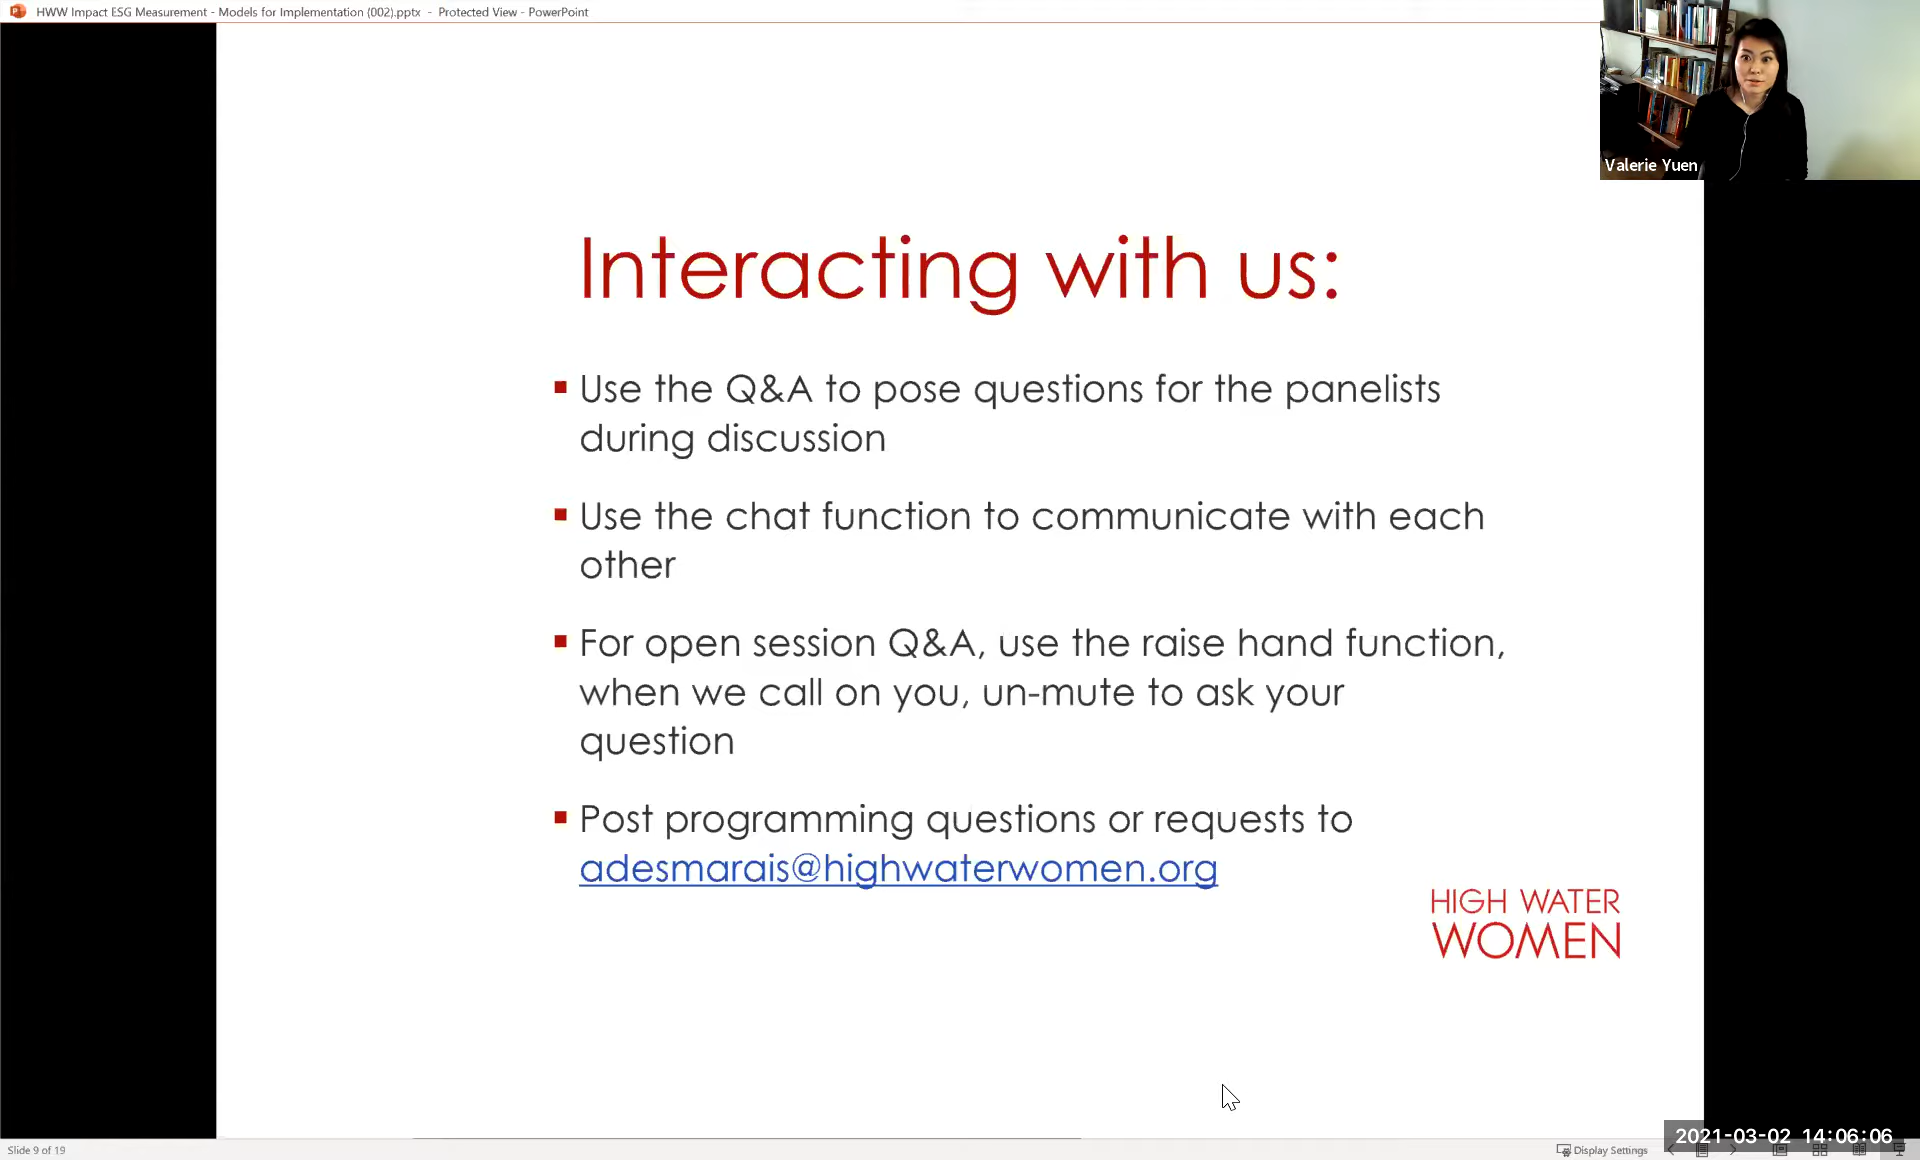 HWW Impact ESG Measurement - Models for Implementation (002).pptx - Protected View - PowerPoint
Valerie Yuen
Interacting with us:
▪ Use the Q&A to pose questions for the panelists
during discussion
▪ Use the chat function to communicate with each
other
▪ For open session Q&A, use the raise hand function,
when we call on you, un-mute to ask your
question
▪ Post programming questions or requests to
adesmarais@highwaterwomen.org
HIGH WATER
WOMEN
2021-03-02 14:06:06
Slide 9 of 19
Display Settings